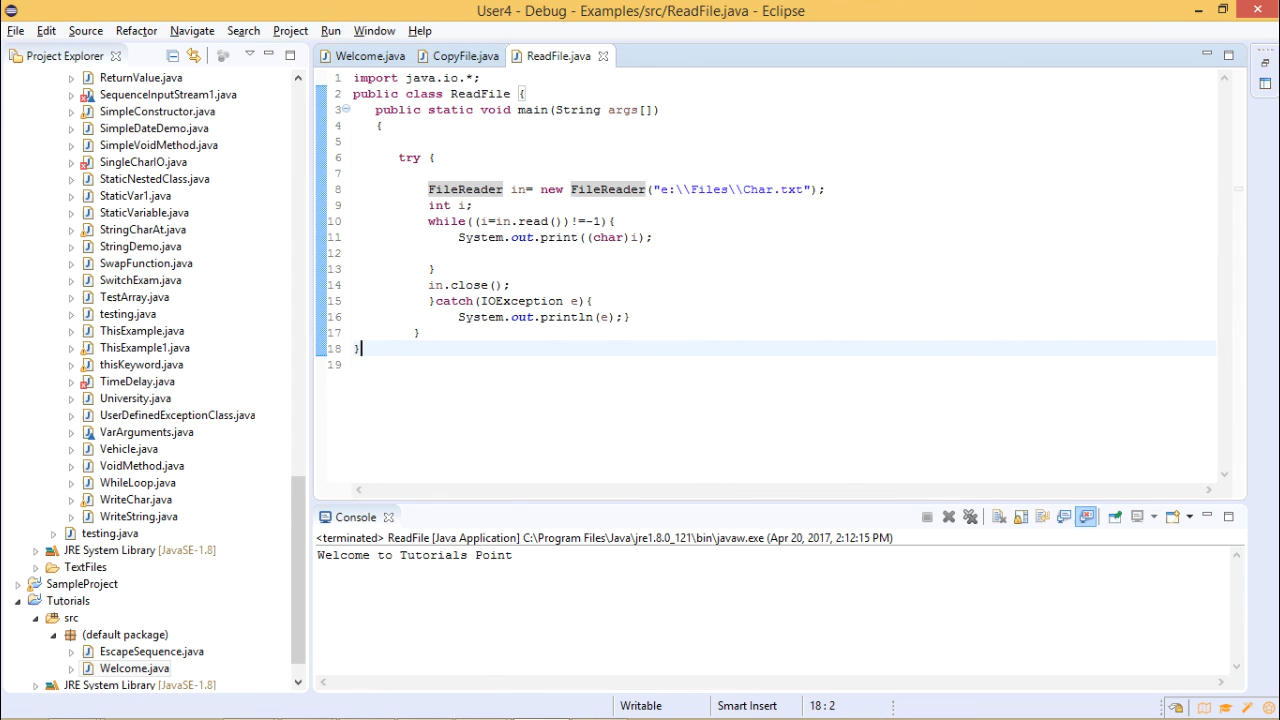 User4 - Debug - Examples/src/ReadFile.java - Eclipse
File Edit Source Refactor Navigate Search Project Run Window Help
Project Explorer
ReturnValue.java
SequenceInputStream1.java
SimpleConstructor.java
SimpleDateDemo.java
SimpleVoidMethod.java
SingleCharIO.java
StaticNestedClass.java
StaticVar1.java
StaticVariable.java
StringCharAt.java
StringDemo.java
SwapFunction.java
SwitchExam.java
TestArray.java
testing.java
ThisExample.java
ThisExample1.java
thisKeyword.java
TimeDelay.java
University.java
UserDefinedExceptionClass.java
VarArguments.java
Vehicle.java
VoidMethod.java
WhileLoop.java
WriteChar.java
WriteString.java
testing.java
JRE System Library [JavaSE-1.8]
TextFiles
SampleProject
Tutorials
src
(default package)
EscapeSequence.java
Welcome.java
JRE System Library [JavaSE-1.8]
Welcome.java CopyFile.java ReadFile.java
1 import java.io.*;
2 public class ReadFile {
3 public static void main(String args[])
4 {
5
6 try {
7
8 FileReader in= new FileReader("e:\\Files\\Char.txt");
9 int i;
10 while((i=in.read())!=-1){
11 System.out.print((char)i);
12
13 }
14 in.close();
15 }catch(IOException e){
16 System.out.println(e);}
17 }
18 }
19
Console
<terminated> ReadFile [Java Application] C:\Program Files\Java\jre1.8.0_121\bin\javaw.exe (Apr 20, 2017, 2:12:15 PM)
Welcome to Tutorials Point
Writable Smart Insert 18 : 2